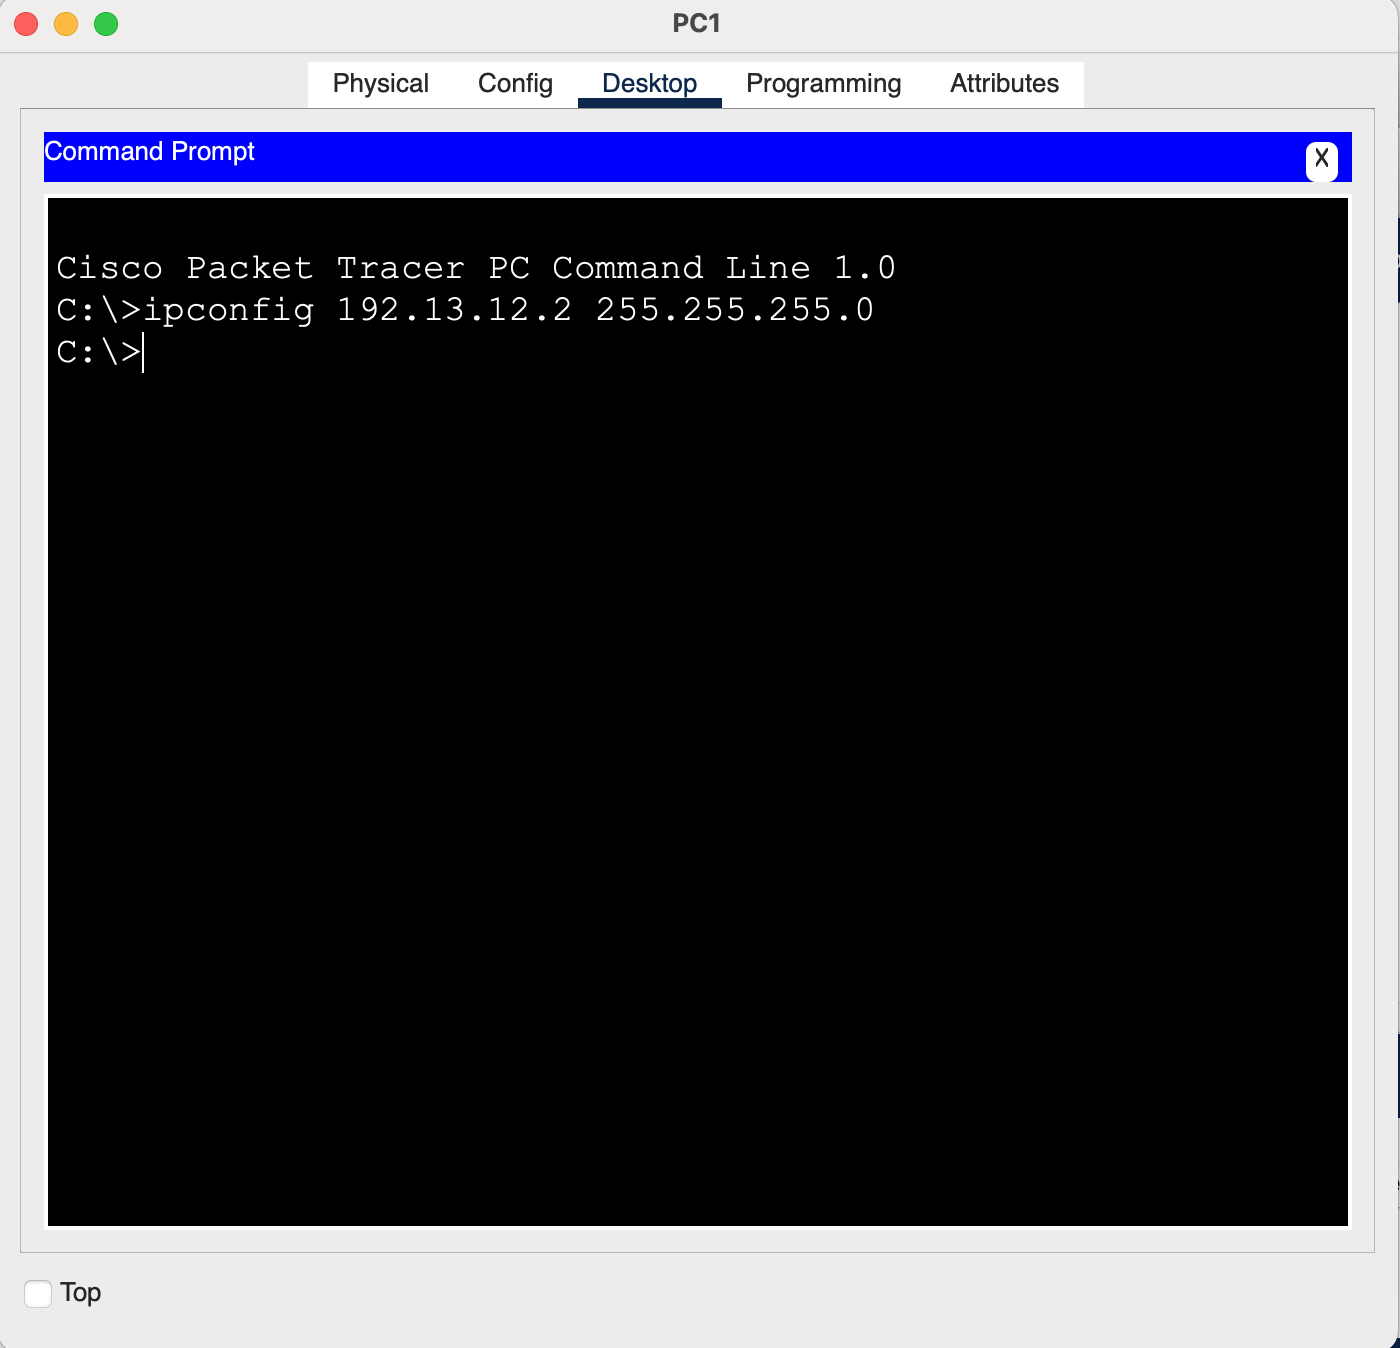 PC1
Physical Config Desktop Programming Attributes
Command Prompt X
Cisco Packet Tracer PC Command Line 1.0
C:\>ipconfig 192.13.12.2 255.255.255.0
C:\>
Top